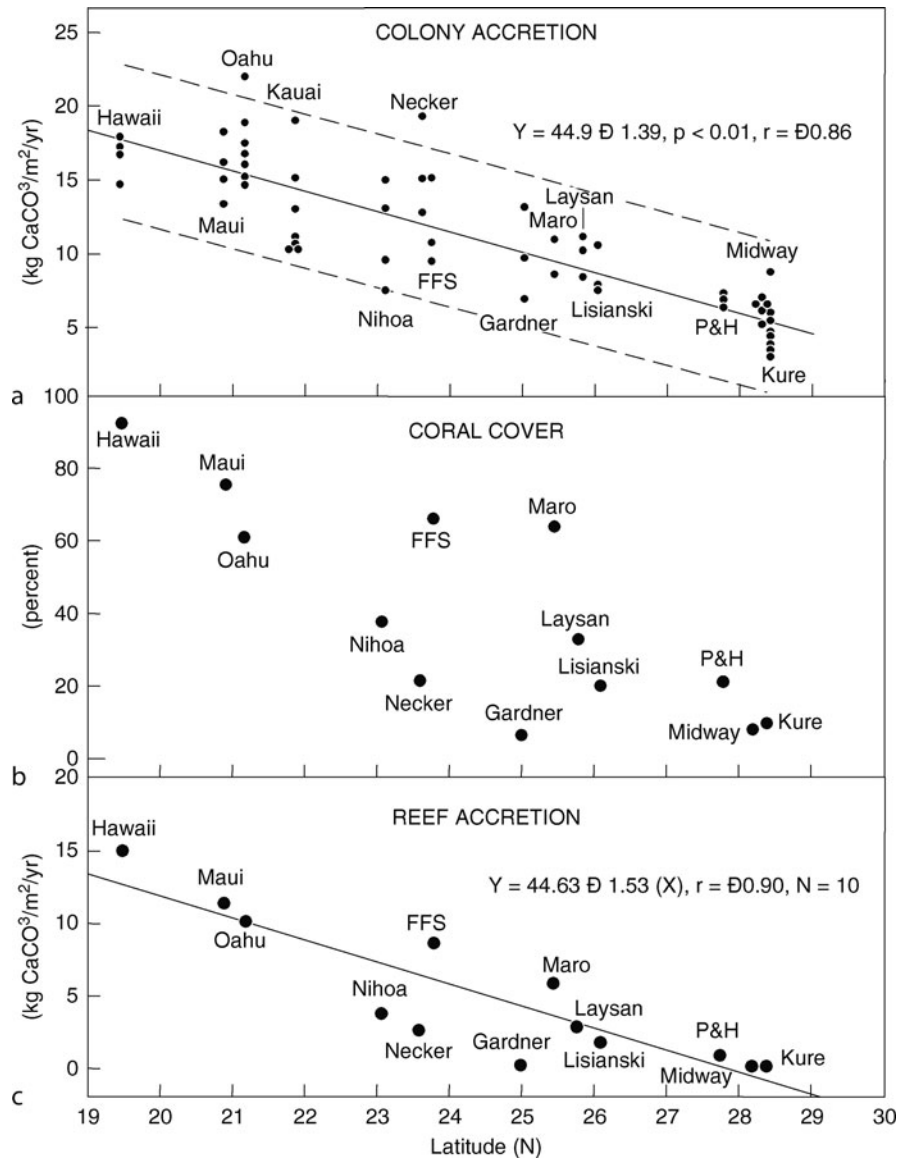 COLONY ACCRETION
25
20
15
10
5
(kg CaCO³/m²/yr)
Hawaii
Oahu
Kauai
Necker
Y = 44.9 Ð 1.39, p < 0.01, r = Ð0.86
Maui
Nihoa
FFS
Gardner
Maro
Laysan
Lisianski
P&H
Midway
Kure
a
CORAL COVER
100
80
60
40
20
0
(percent)
Hawaii
Maui
Oahu
FFS
Maro
Nihoa
Necker
Gardner
Laysan
Lisianski
P&H
Midway
Kure
b
REEF ACCRETION
20
15
10
5
0
(kg CaCO³/m²/yr)
Hawaii
Y = 44.63 Ð 1.53 (X), r = Ð0.90, N = 10
Maui
Oahu
FFS
Nihoa
Necker
Gardner
Maro
Laysan
Lisianski
P&H
Midway
Kure
c
19 20 21 22 23 24 25 26 27 28 29 30
Latitude (N)